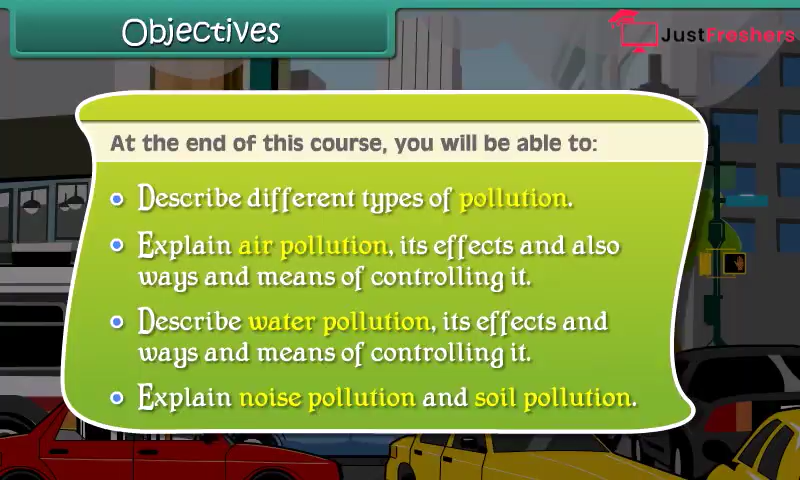 Objectives
JustFreshers
At the end of this course, you will be able to:
Describe different types of pollution.
Explain air pollution, its effects and also
ways and means of controlling it.
Describe water pollution, its effects and
ways and means of controlling it.
Explain noise pollution and soil pollution.